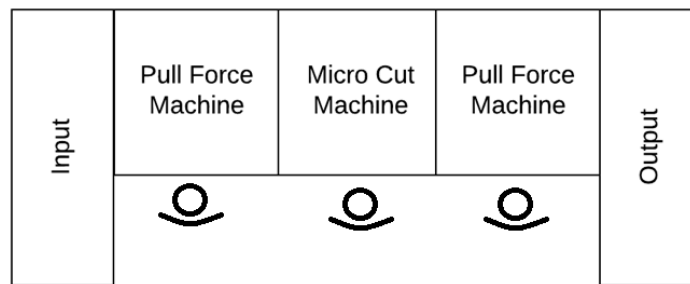 Input
Pull Force
Machine
Micro Cut
Machine
Pull Force
Machine
Output